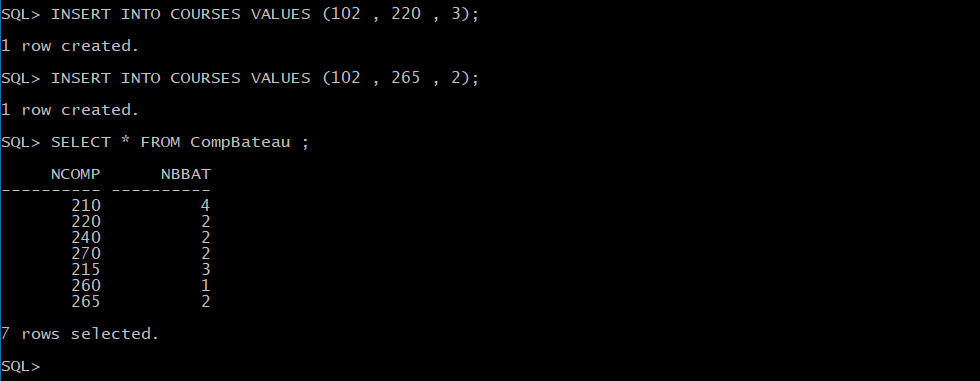 SQL> INSERT INTO COURSES VALUES (102 , 220 , 3);
1 row created.
SQL> INSERT INTO COURSES VALUES (102 , 265 , 2);
1 row created.
SQL> SELECT * FROM CompBateau ;
NCOMP NBBAT
---------- ----------
210 4
220 2
240 2
270 2
215 3
260 1
265 2
7 rows selected.
SQL>